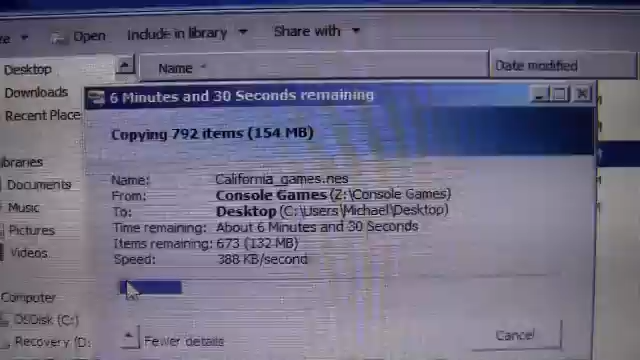 Open Include in library Share with
Desktop
Downloads
Recent Place
Name
Date modified
6 Minutes and 30 Seconds remaining
Copying 792 items (154 MB)
Name: California_games.nes
From: Console Games (Z:\Console Games)
To: Desktop (C:\Users\Michael\Desktop)
Time remaining: About 6 Minutes and 30 Seconds
Items remaining: 673 (132 MB)
Speed: 388 KB/second
Fewer details
Cancel
ibraries
Documents
Music
Pictures
Videos
Computer
OSDisk (C:)
Recovery (D: